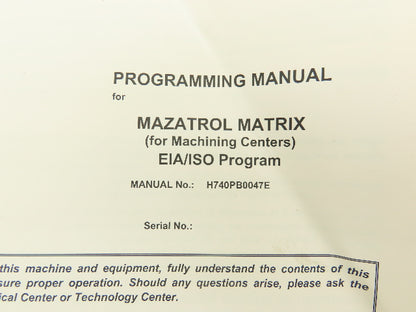 PROGRAMMING MANUAL
for
MAZATROL MATRIX
(for Machining Centers)
EIA/ISO Program
MANUAL No.: H740PB0047E
Serial No.:
this machine and equipment, fully understand the contents of this
sure proper operation. Should any questions arise, please ask the
ical Center or Technology Center.